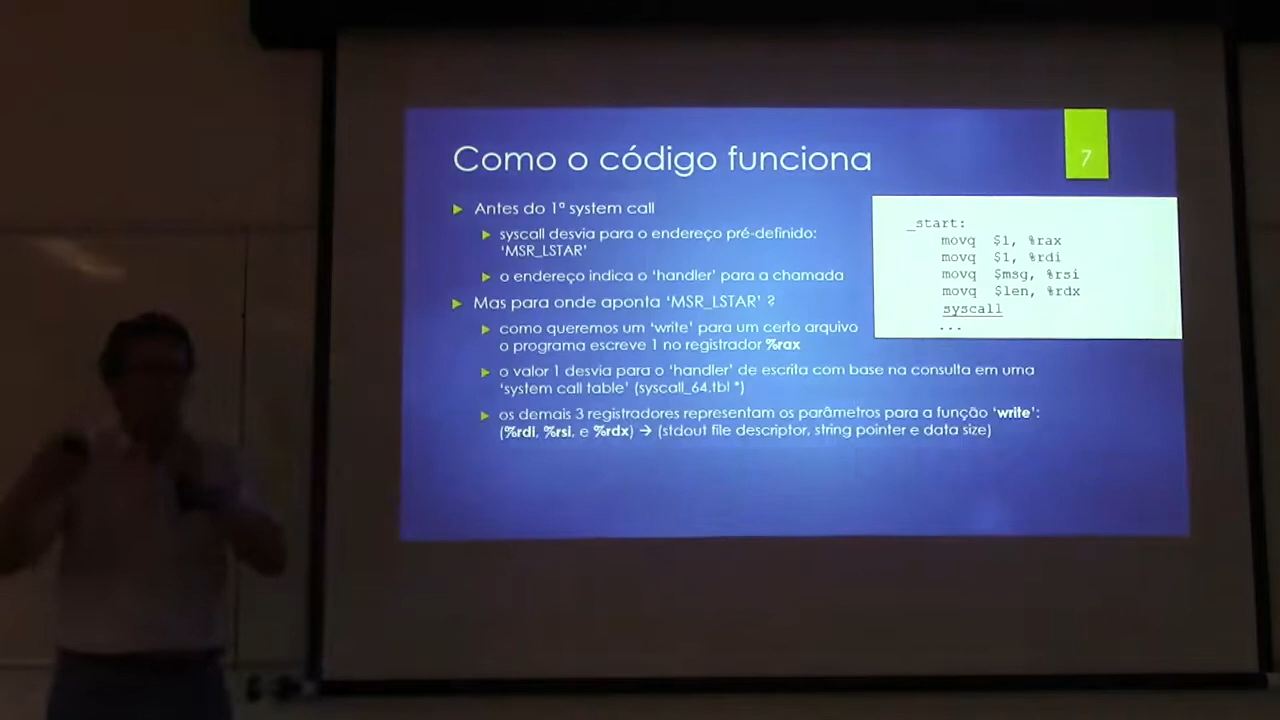 Como o código funciona
7
Antes do 1ª system call
syscall desvia para o endereço pré-definido:
'MSR_LSTAR'
o endereço indica o 'handler' para a chamada
Mas para onde aponta 'MSR_LSTAR' ?
como queremos um 'write' para um certo arquivo
o programa escreve 1 no registrador %rax
o valor 1 desvia para o 'handler' de escrita com base na consulta em uma
'system call table' (syscall_64.tbl *)
os demais 3 registradores representam os parâmetros para a função 'write':
(%rdi, %rsi, e %rdx) → (stdout file descriptor, string pointer e data size)
_start:
movq $1, %rax
movq $1, %rdi
movq $msg, %rsi
movq $len, %rdx
syscall
...